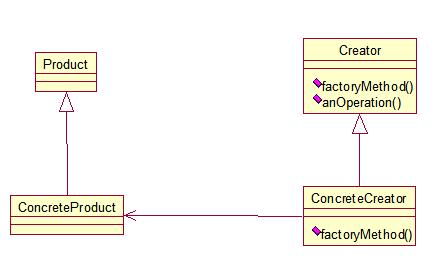 Product
Creator
factoryMethod()
anOperation()
ConcreteProduct
ConcreteCreator
factoryMethod()